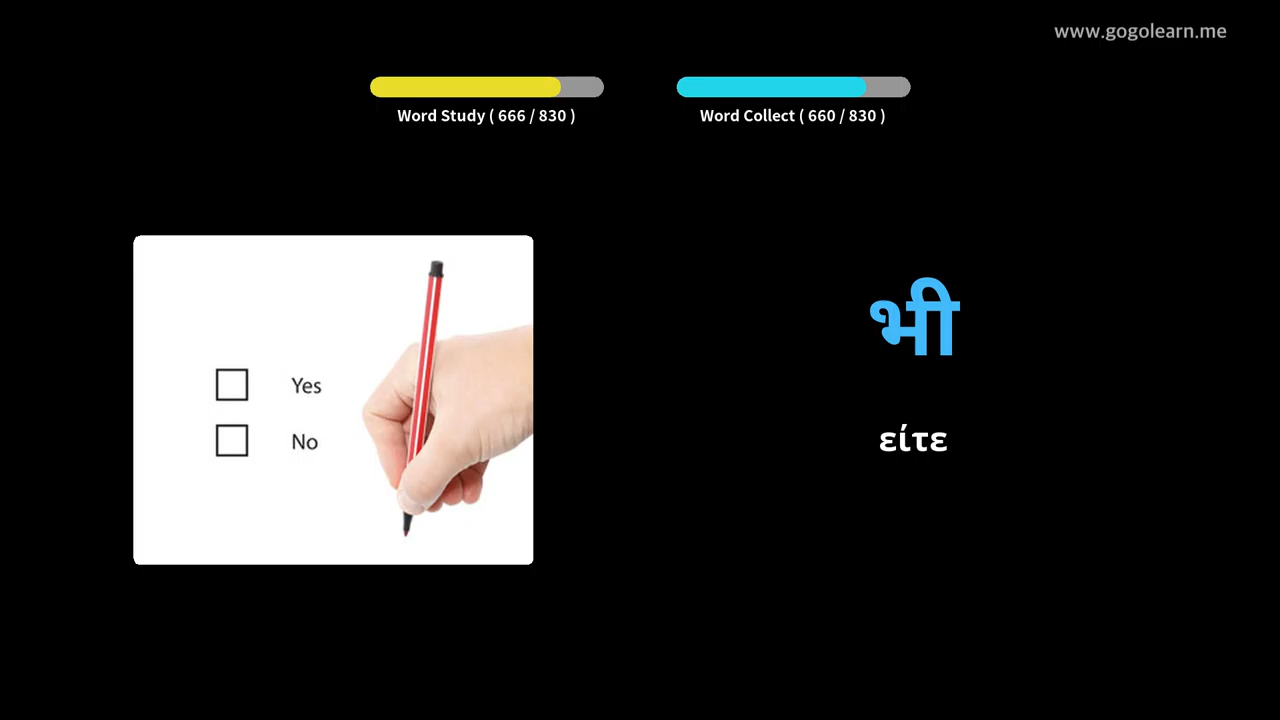 www.gogolearn.me
Word Study ( 666 / 830 )
Word Collect ( 660 / 830 )
Yes
No
भी
είτε